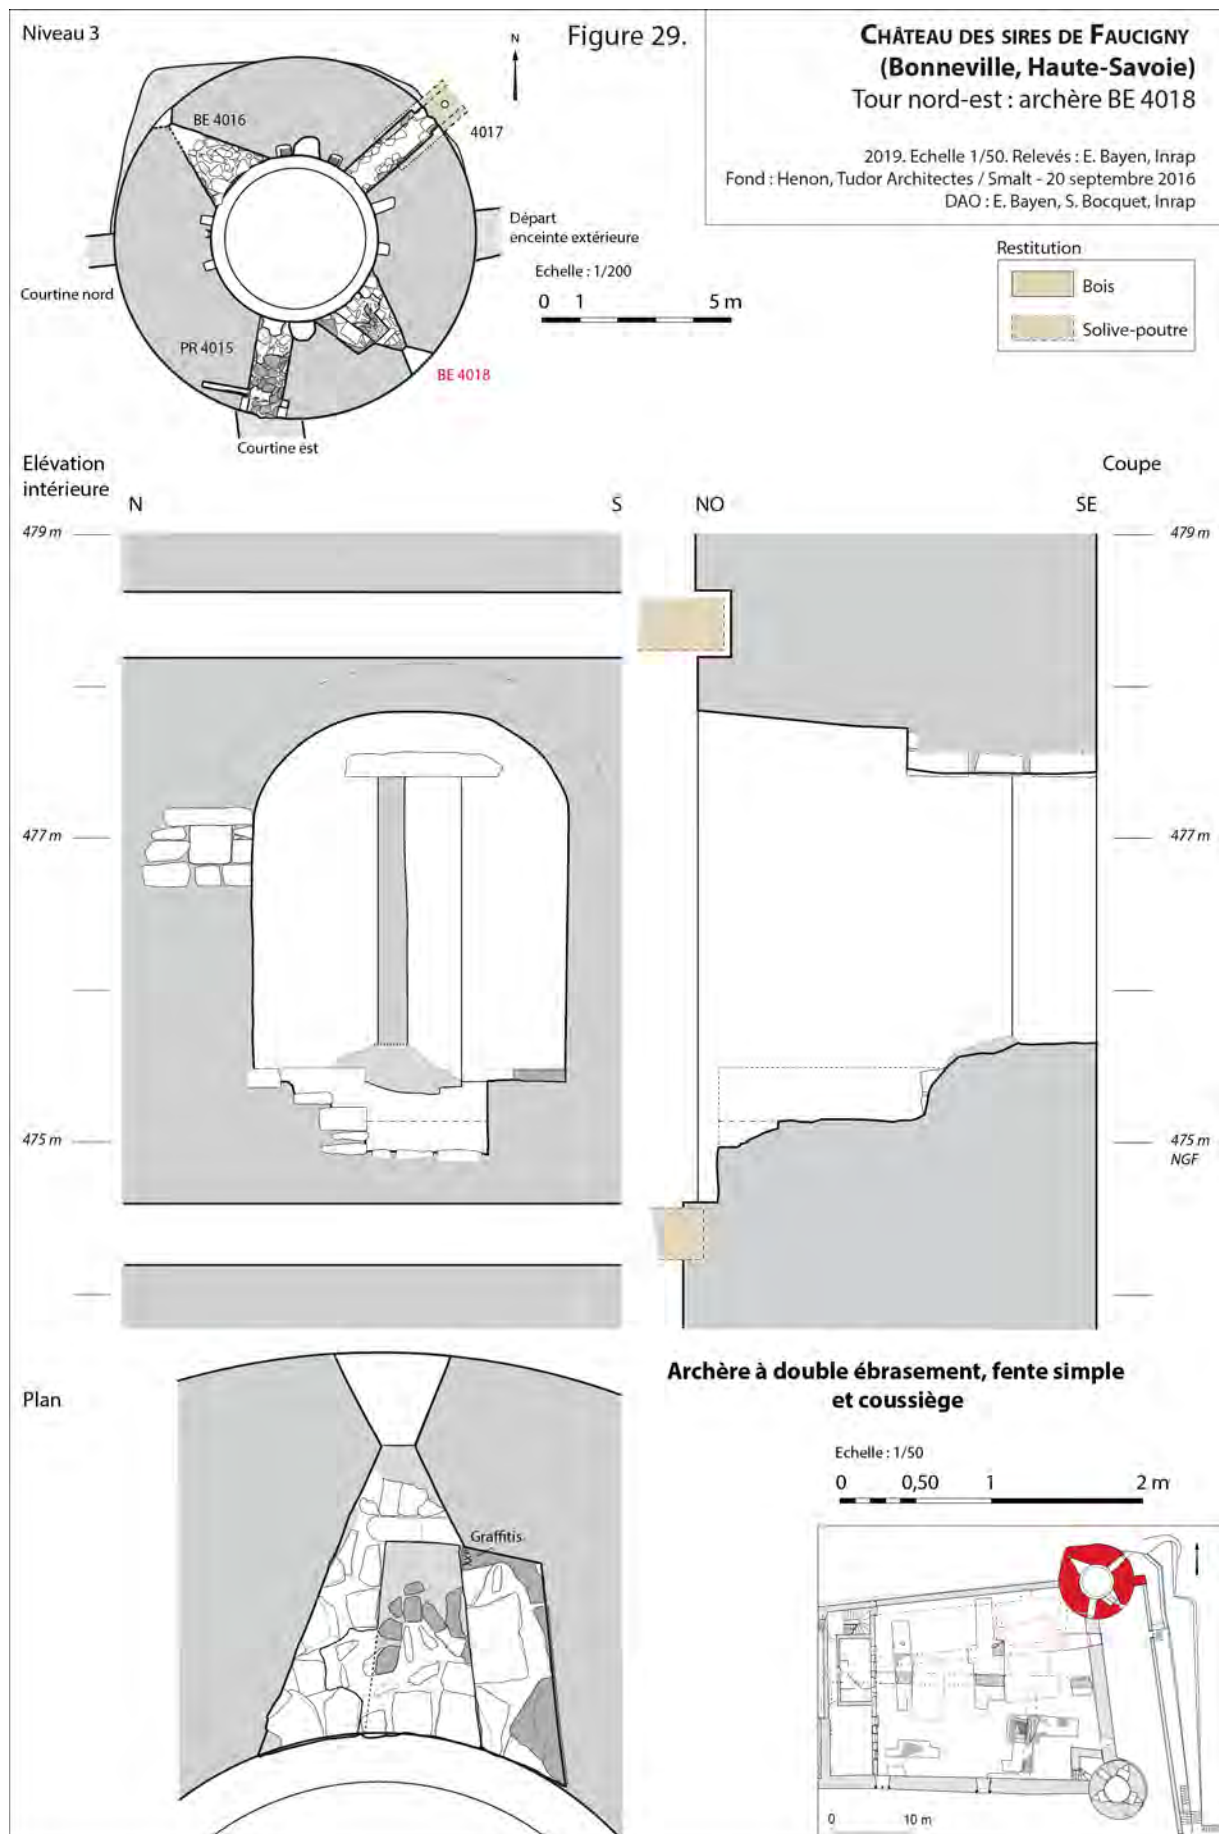 Niveau 3
Figure 29.
CHÂTEAU DES SIRES DE FAUCIGNY
(Bonneville, Haute-Savoie)
Tour nord-est : archère BE 4018
2019. Echelle 1/50. Relevés : E. Bayen, Inrap
Fond : Henon, Tudor Architectes / Smalt - 20 septembre 2016
DAO : E. Bayen, S. Bocquet, Inrap
N
BE 4016
4017
Départ
enceinte extérieure
Courtine nord
PR 4015
BE 4018
Courtine est
Echelle : 1/200
0 1 5 m
Restitution
Bois
Solive-poutre
Elévation
intérieure
N S
Coupe
NO SE
479 m
477 m
475 m
479 m
477 m
475 m
NGF
Plan
Graffitis
Archère à double ébrasement, fente simple
et coussiège
Echelle : 1/50
0 0,50 1 2 m
0 10 m